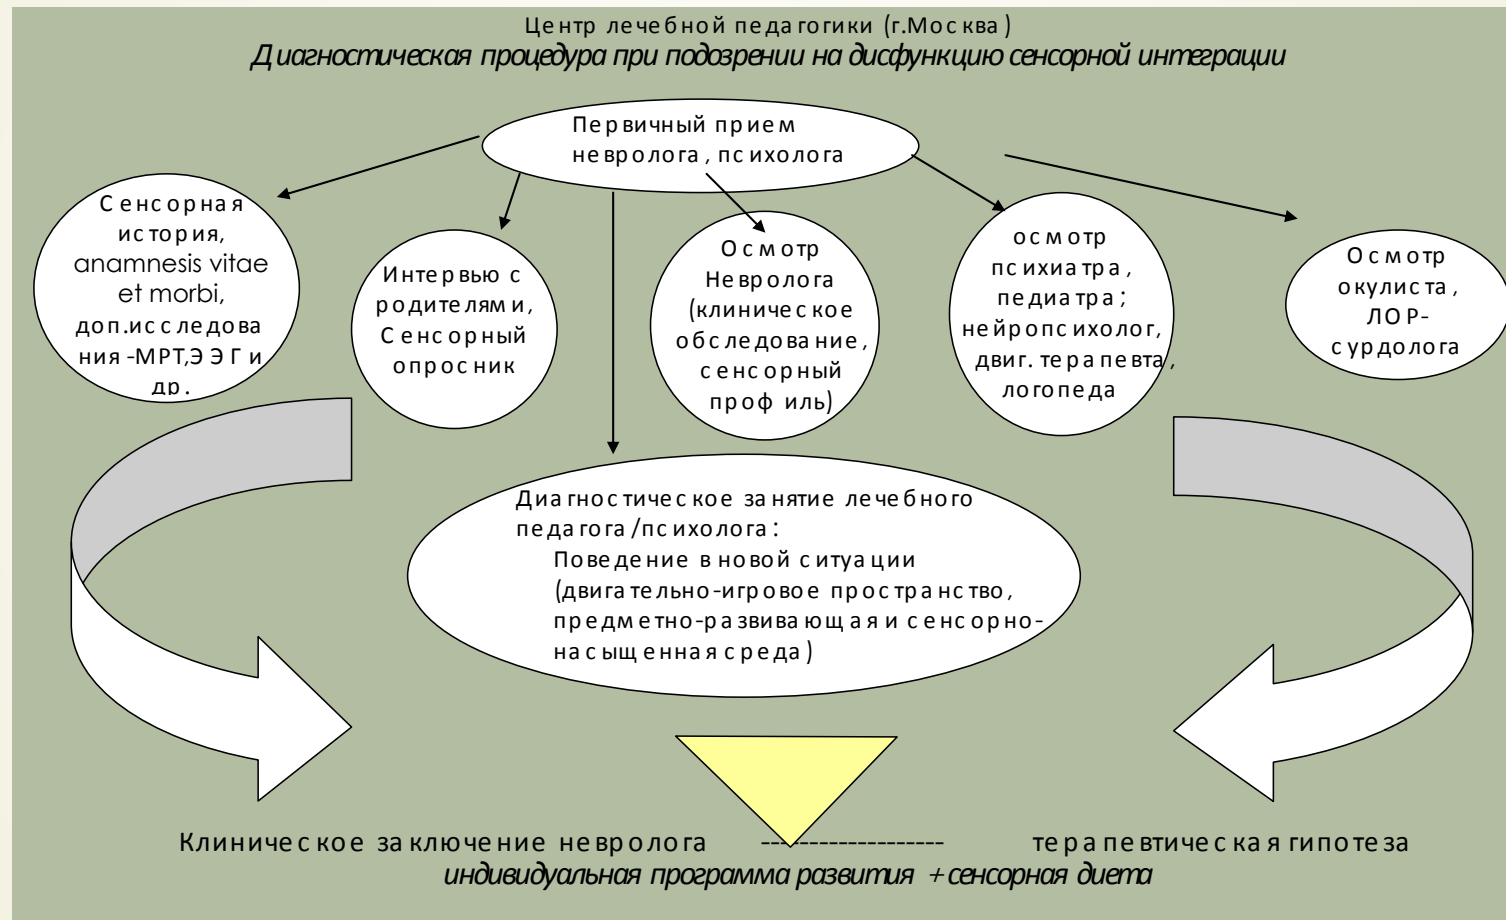 Центр лечебной педагогики (г.Москва)
Диагностическая процедура при подозрении на дисфункцию сенсорной интеграции
Первичный прием
невролога, психолога
Сенсорная
история,
anamnesis vitae
et morbi,
доп.исследова
ния -МРТ,ЭЭГ и
др.
Интервью с
родителями,
Сенсорный
опросник
Осмотр
Невролога
(клиническое
обследование,
сенсорный
профиль)
осмотр
психиатра,
педиатра;
нейропсихолог,
двиг. терапевта,
логопеда
Осмотр
окулиста,
ЛОР-
сурдолога
Диагностическое занятие лечебного
педагога/психолога:
Поведение в новой ситуации
(двигательно-игровое пространство,
предметно-развивающая и сенсорно-
насыщенная среда)
Клиническое заключение невролога -------------------- терапевтическая гипотеза
индивидуальная программа развития + сенсорная диета